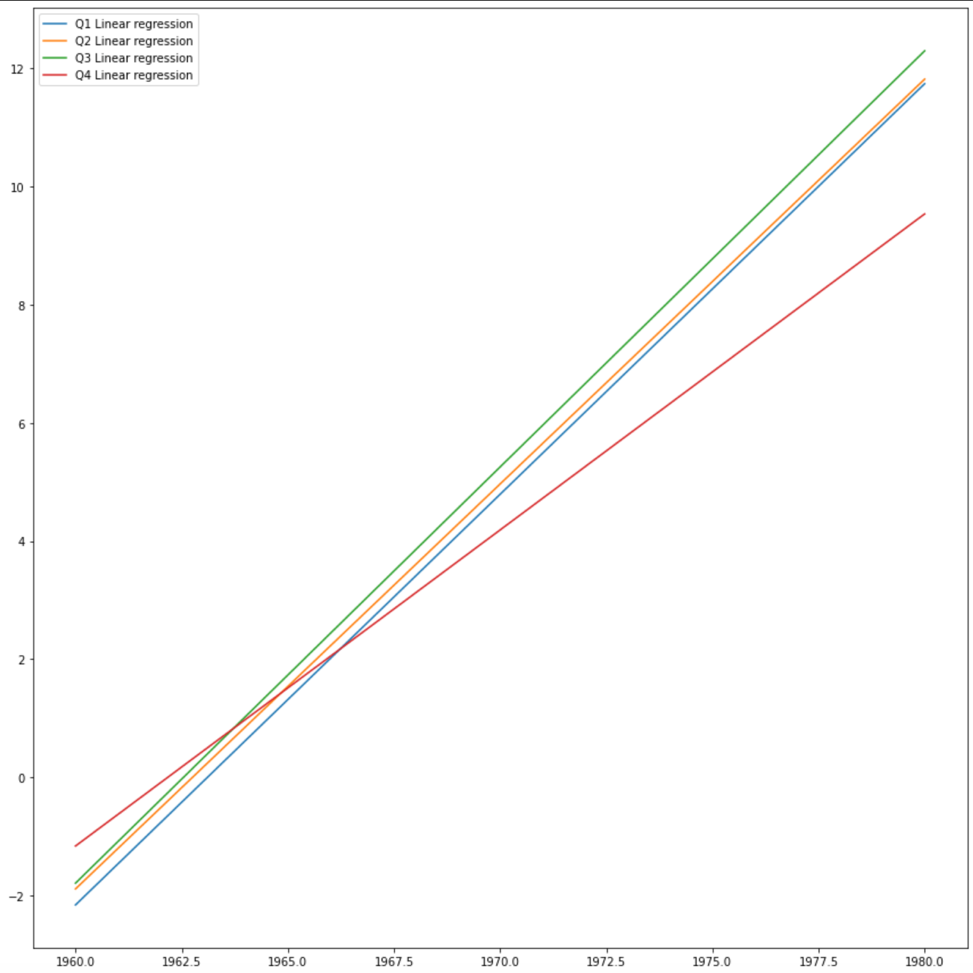 Q1 Linear regression
Q2 Linear regression
Q3 Linear regression
Q4 Linear regression
12
10
8
6
4
2
0
−2
1960.0 1962.5 1965.0 1967.5 1970.0 1972.5 1975.0 1977.5 1980.0